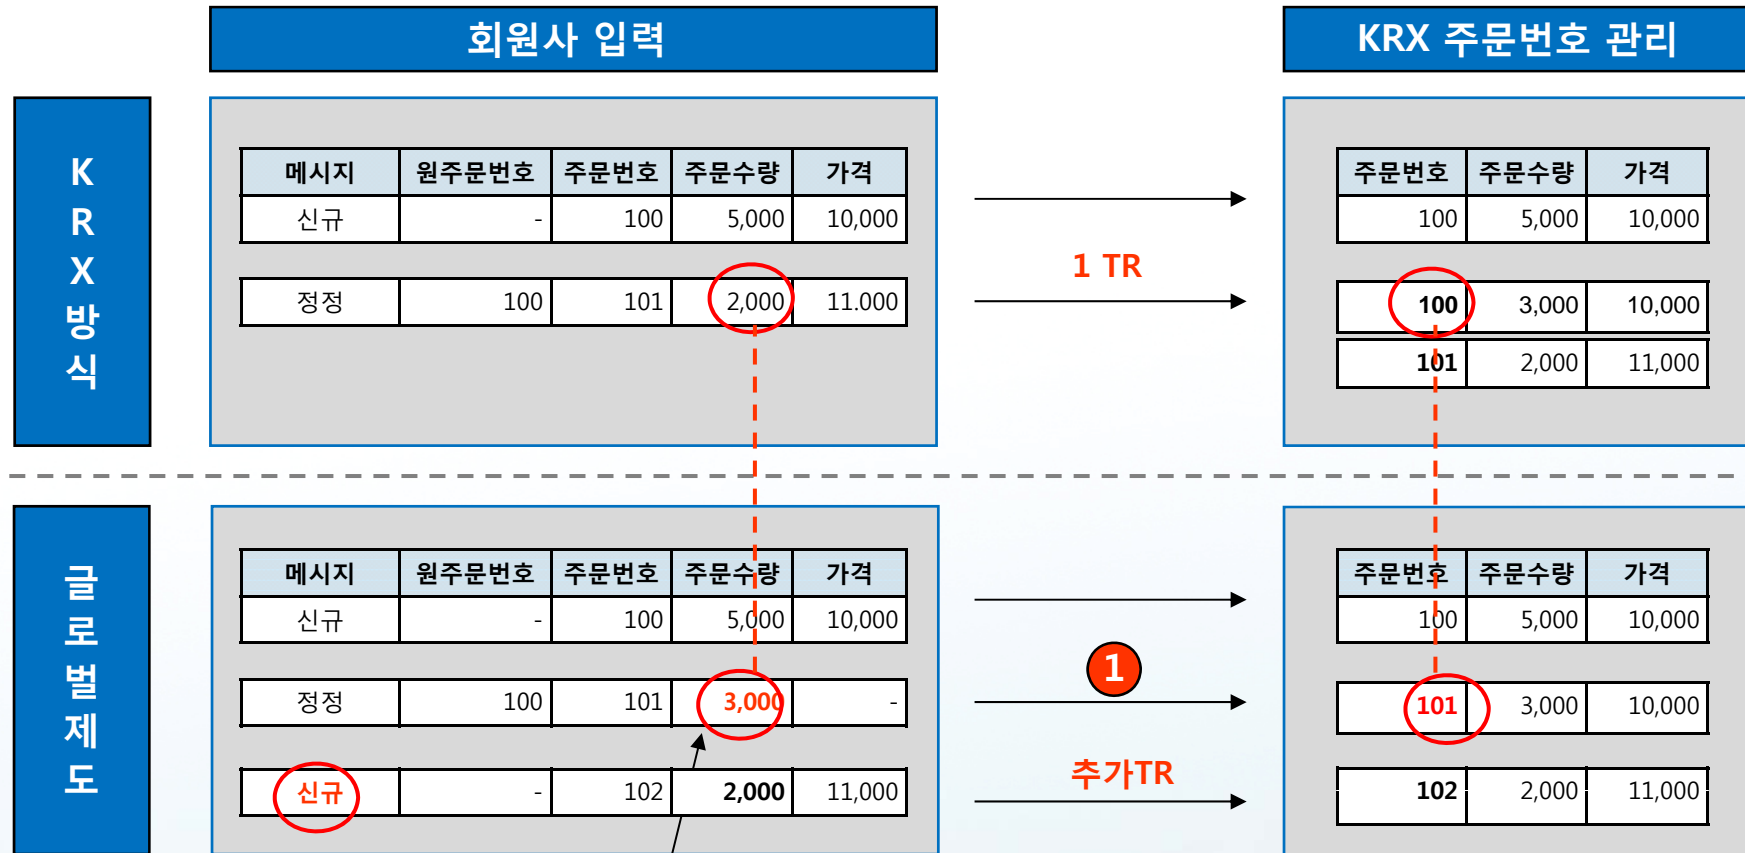 회원사 입력
KRX 주문번호 관리
KRX방식
메시지 원주문번호 주문번호 주문수량 가격
신규 - 100 5,000 10,000
정정 100 101 2,000 11.000
1 TR
주문번호 주문수량 가격
100 5,000 10,000
100 3,000 10,000
101 2,000 11,000
글로벌제도
메시지 원주문번호 주문번호 주문수량 가격
신규 - 100 5,000 10,000
정정 100 101 3,000 -
신규 - 102 2,000 11,000
1
추가TR
주문번호 주문수량 가격
100 5,000 10,000
101 3,000 10,000
102 2,000 11,000